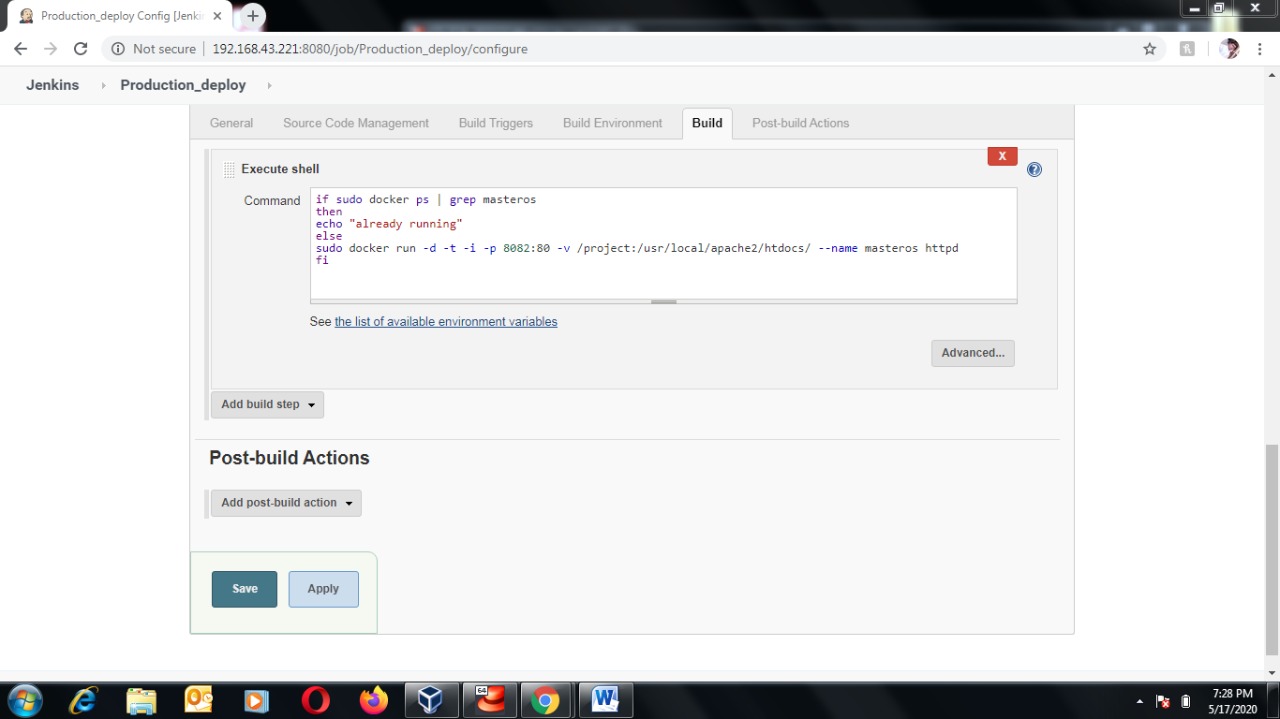 Production_deploy Config [Jenki
Not secure | 192.168.43.221:8080/job/Production_deploy/configure
Jenkins Production_deploy
General Source Code Management Build Triggers Build Environment Build Post-build Actions
X
Execute shell
Command
if sudo docker ps | grep masteros
then
echo "already running"
else
sudo docker run -d -t -i -p 8082:80 -v /project:/usr/local/apache2/htdocs/ --name masteros httpd
fi
See the list of available environment variables
Advanced...
Add build step
Post-build Actions
Add post-build action
Save Apply
64
7:28 PM
5/17/2020